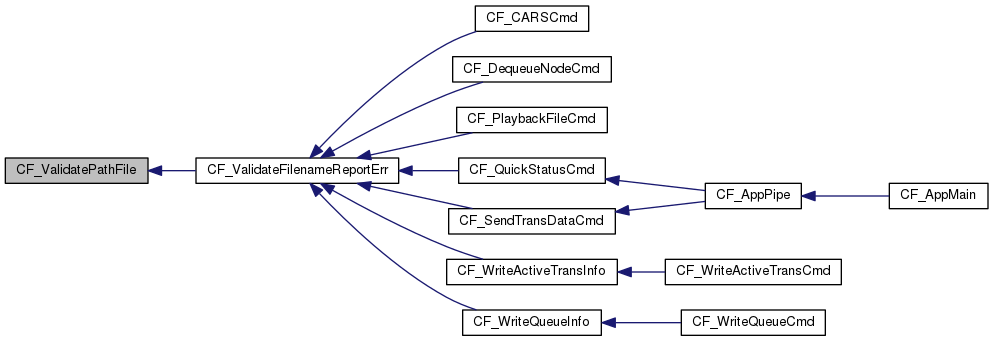 CF_CARSCmd
CF_DequeueNodeCmd
CF_PlaybackFileCmd
CF_ValidatePathFile
CF_ValidateFilenameReportErr
CF_QuickStatusCmd
CF_AppPipe
CF_AppMain
CF_SendTransDataCmd
CF_WriteActiveTransInfo
CF_WriteActiveTransCmd
CF_WriteQueueInfo
CF_WriteQueueCmd